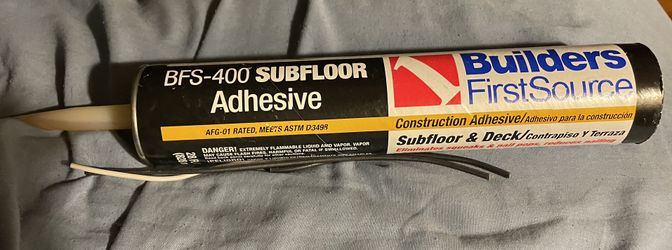 BFS-400 SUBFLOOR
Adhesive
AFG-01 RATED, MEETS ASTM D3498
DANGER! EXTREMELY FLAMMABLE LIQUID AND VAPOR. VAPOR
MAY CAUSE FLASH FIRES. HARMFUL OR FATAL IF SWALLOWED.
Builders
FirstSource
Construction Adhesive/Adhesivo para la construcción
Subfloor & Deck/Contrapiso Y Terraza
Eliminates squeaks & nail pops, reduces nailing